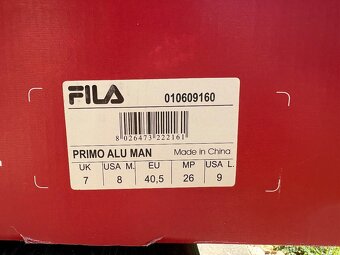 FILA 010609160
8 026473 222161
PRIMO ALU MAN Made in China
UK USA M. EU MP USA L.
7 8 40,5 26 9